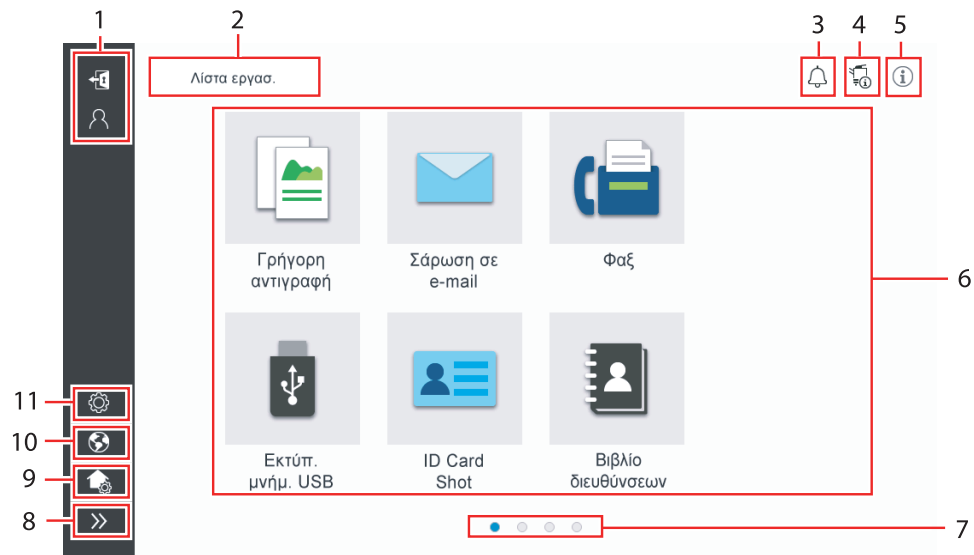 1
2
3
4
5
Λίστα εργασ.
Γρήγορη
αντιγραφή
Σάρωση σε
e-mail
Φαξ
6
Εκτύπ.
μνήμ. USB
ID Card
Shot
Βιβλίο
διευθύνσεων
11
10
9
8
7